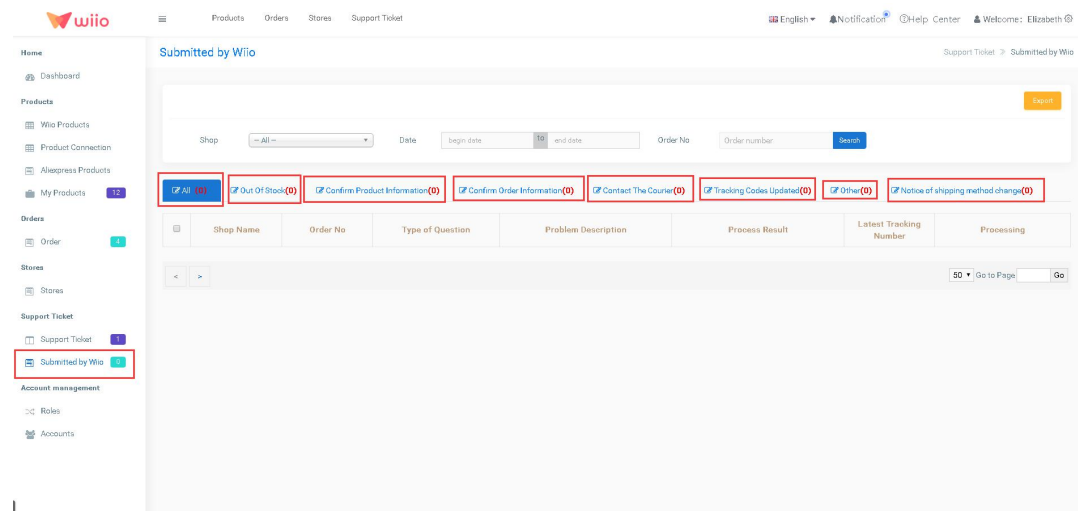 wiio
Products Orders Stores Support Ticket
English Notification Help Center Welcome: Elizabeth
Home
Dashboard
Products
Wiio Products
Product Connection
Aliexpress Products
My Products 12
Orders
Order 4
Stores
Stores
Support Ticket
Support Ticket 1
Submitted by Wiio 0
Account management
Roles
Accounts
Submitted by Wiio
Support Ticket » Submitted by Wiio
Export
Shop -- All -- Date begin date to end date Order No Order number Search
All (0) Out Of Stock(0) Confirm Product Information(0) Confirm Order Information(0) Contact The Courier(0) Tracking Codes Updated(0) Other(0) Notice of shipping method change(0)
Shop Name Order No Type of Question Problem Description Process Result Latest Tracking Number Processing
< > 50 Go to Page Go